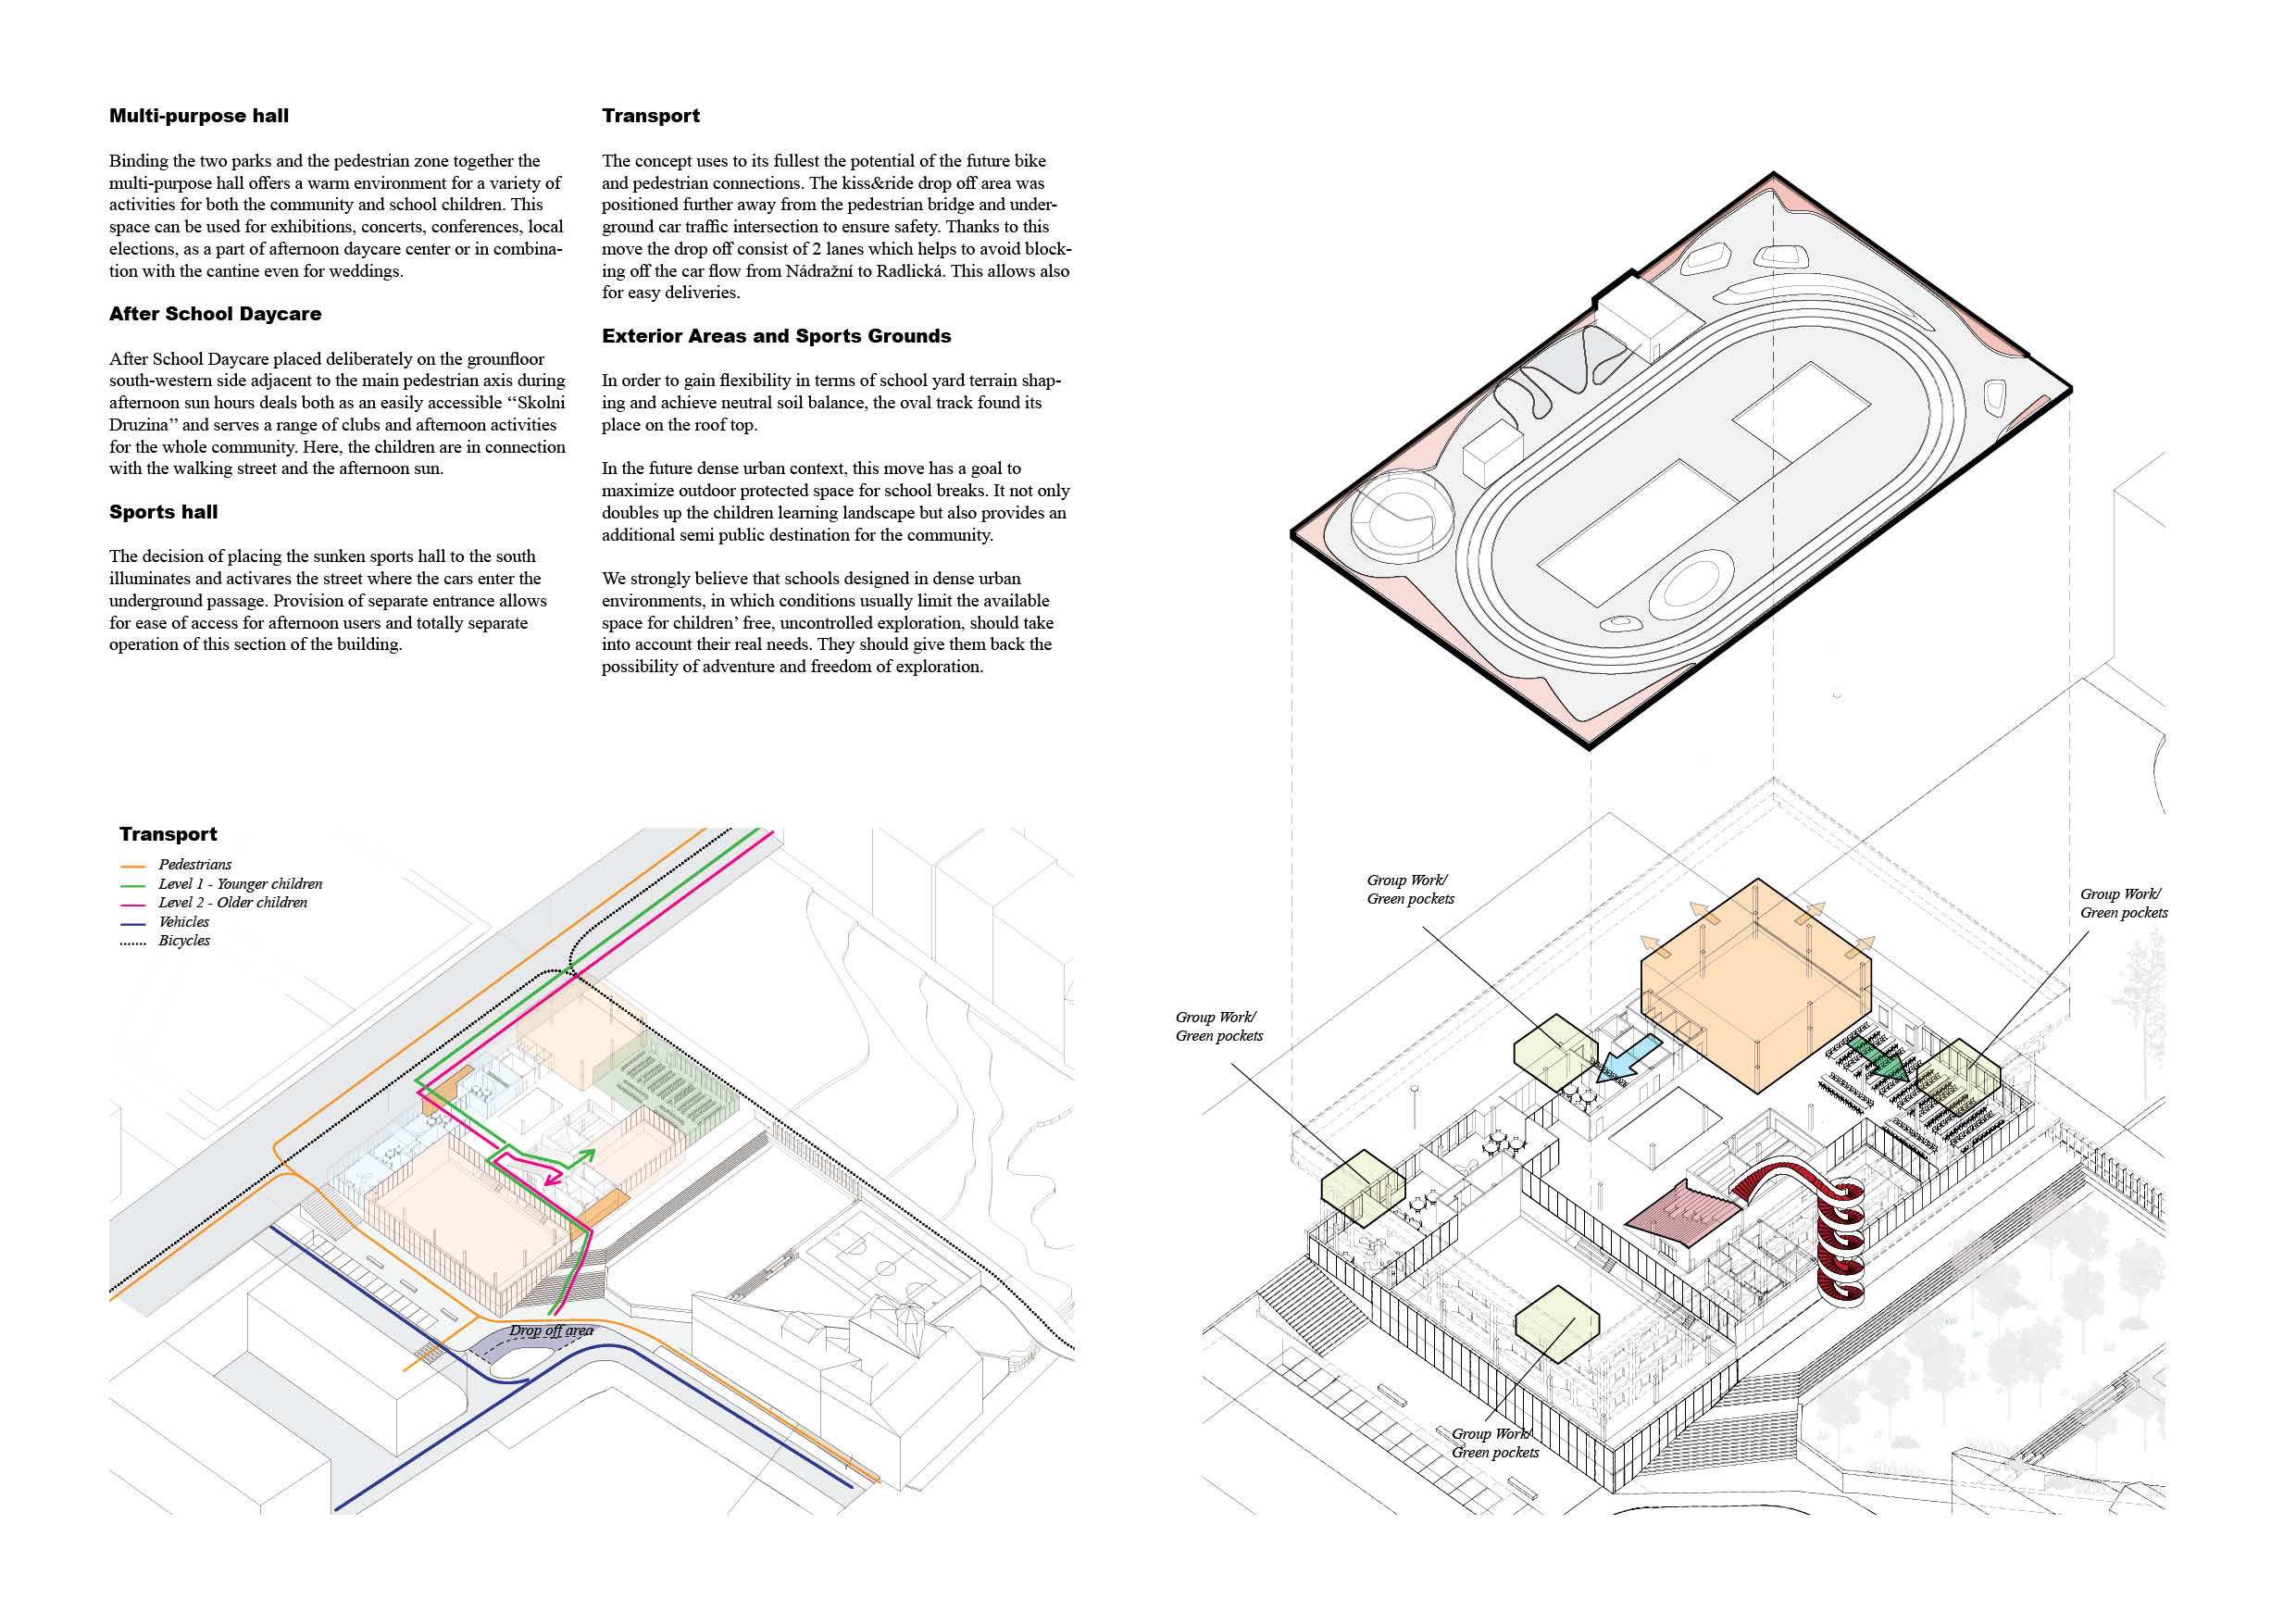 Multi-purpose hall
Binding the two parks and the pedestrian zone together the
multi-purpose hall offers a warm environment for a variety of
activities for both the community and school children. This
space can be used for exhibitions, concerts, conferences, local
elections, as a part of afternoon daycare center or in combina-
tion with the cantine even for weddings.
After School Daycare
After School Daycare placed deliberately on the grounfloor
south-western side adjacent to the main pedestrian axis during
afternoon sun hours deals both as an easily accessible ‘‘Skolni
Druzina’’ and serves a range of clubs and afternoon activities
for the whole community. Here, the children are in connection
with the walking street and the afternoon sun.
Sports hall
The decision of placing the sunken sports hall to the south
illuminates and activares the street where the cars enter the
underground passage. Provision of separate entrance allows
for ease of access for afternoon users and totally separate
operation of this section of the building.
Transport
The concept uses to its fullest the potential of the future bike
and pedestrian connections. The kiss&ride drop off area was
positioned further away from the pedestrian bridge and under-
ground car traffic intersection to ensure safety. Thanks to this
move the drop off consist of 2 lanes which helps to avoid block-
ing off the car flow from Nádražní to Radlická. This allows also
for easy deliveries.
Exterior Areas and Sports Grounds
In order to gain flexibility in terms of school yard terrain shap-
ing and achieve neutral soil balance, the oval track found its
place on the roof top.
In the future dense urban context, this move has a goal to
maximize outdoor protected space for school breaks. It not only
doubles up the children learning landscape but also provides an
additional semi public destination for the community.
We strongly believe that schools designed in dense urban
environments, in which conditions usually limit the available
space for children’ free, uncontrolled exploration, should take
into account their real needs. They should give them back the
possibility of adventure and freedom of exploration.
Transport
Pedestrians
Level 1 - Younger children
Level 2 - Older children
Vehicles
Bicycles
Drop off area
Group Work/
Green pockets
Group Work/
Green pockets
Group Work/
Green pockets
Group Work/
Green pockets